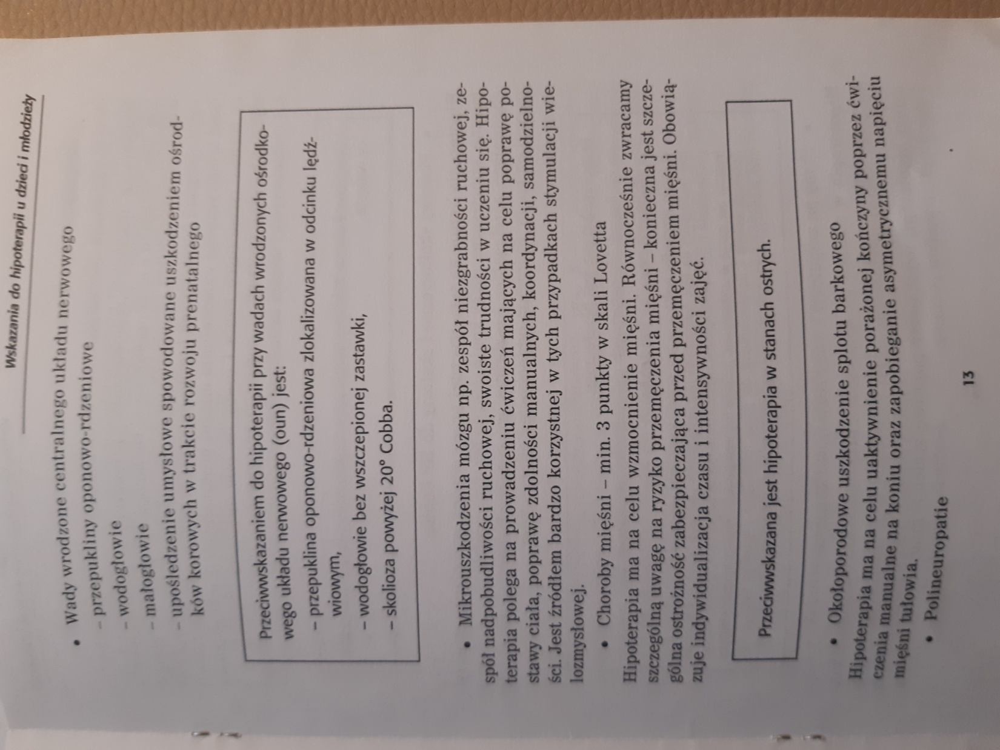 Wskazania do hipoterapii u dzieci i młodzieży
• Wady wrodzone centralnego układu nerwowego
– przepukliny oponowo-rdzeniowe
– wodogłowie
– małogłowie
– upośledzenie umysłowe spowodowane uszkodzeniem ośrod-
ków korowych w trakcie rozwoju prenatalnego
Przeciwwskazaniem do hipoterapii przy wadach wrodzonych ośrodko-
wego układu nerwowego (oun) jest:
– przepuklina oponowo-rdzeniowa zlokalizowana w odcinku lędź-
wiowym,
– wodogłowie bez wszczepionej zastawki,
– skolioza powyżej 20° Cobba.
• Mikrouszkodzenia mózgu np. zespół niezgrabności ruchowej, ze-
spół nadpobudliwości ruchowej, swoiste trudności w uczeniu się. Hipo-
terapia polega na prowadzeniu ćwiczeń mających na celu poprawę po-
stawy ciała, poprawę zdolności manualnych, koordynacji, samodzielno-
ści. Jest źródłem bardzo korzystnej w tych przypadkach stymulacji wie-
lozmysłowej.
• Choroby mięśni – min. 3 punkty w skali Lovetta
Hipoterapia ma na celu wzmocnienie mięśni. Równocześnie zwracamy
szczególną uwagę na ryzyko przemęczenia mięśni – konieczna jest szcze-
gólna ostrożność zabezpieczająca przed przemęczeniem mięśni. Obowią-
zuje indywidualizacja czasu i intensywności zajęć.
Przeciwwskazana jest hipoterapia w stanach ostrych.
• Okołoporodowe uszkodzenie splotu barkowego
Hipoterapia ma na celu uaktywnienie porażonej kończyny poprzez ćwi-
czenia manualne na koniu oraz zapobieganie asymetrycznemu napięciu
mięśni tułowia.
• Polineuropatie
13